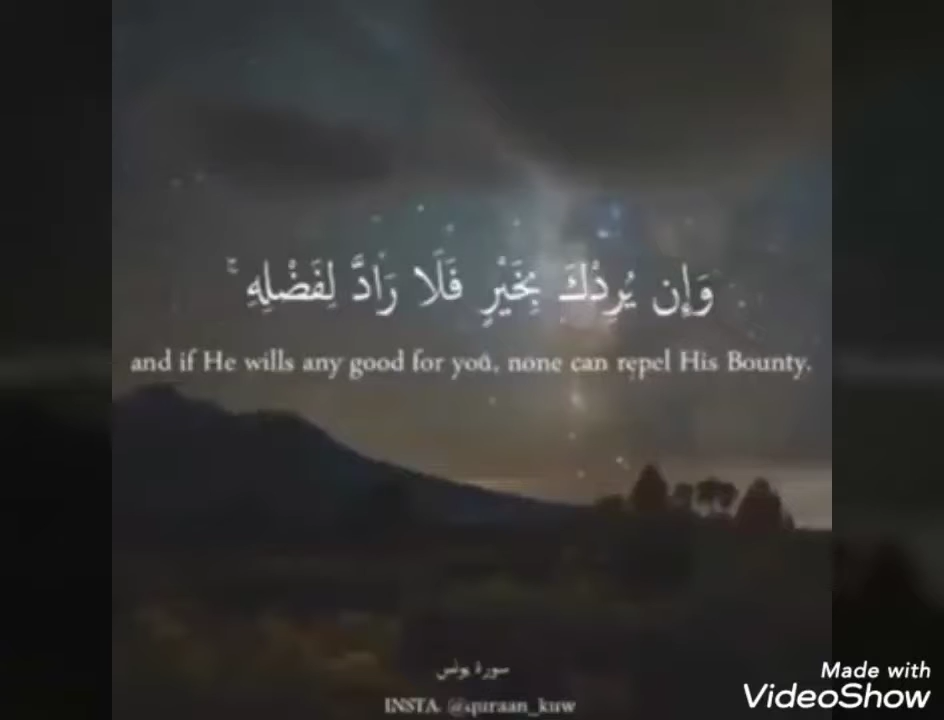 وَإِن يُرِدْكَ بِخَيْرٍ فَلَا رَادَّ لِفَضْلِهِ ۚ
and if He wills any good for you, none can repel His Bounty.
سورة يونس
INSTA. @quraan_kuw
Made with
VideoShow